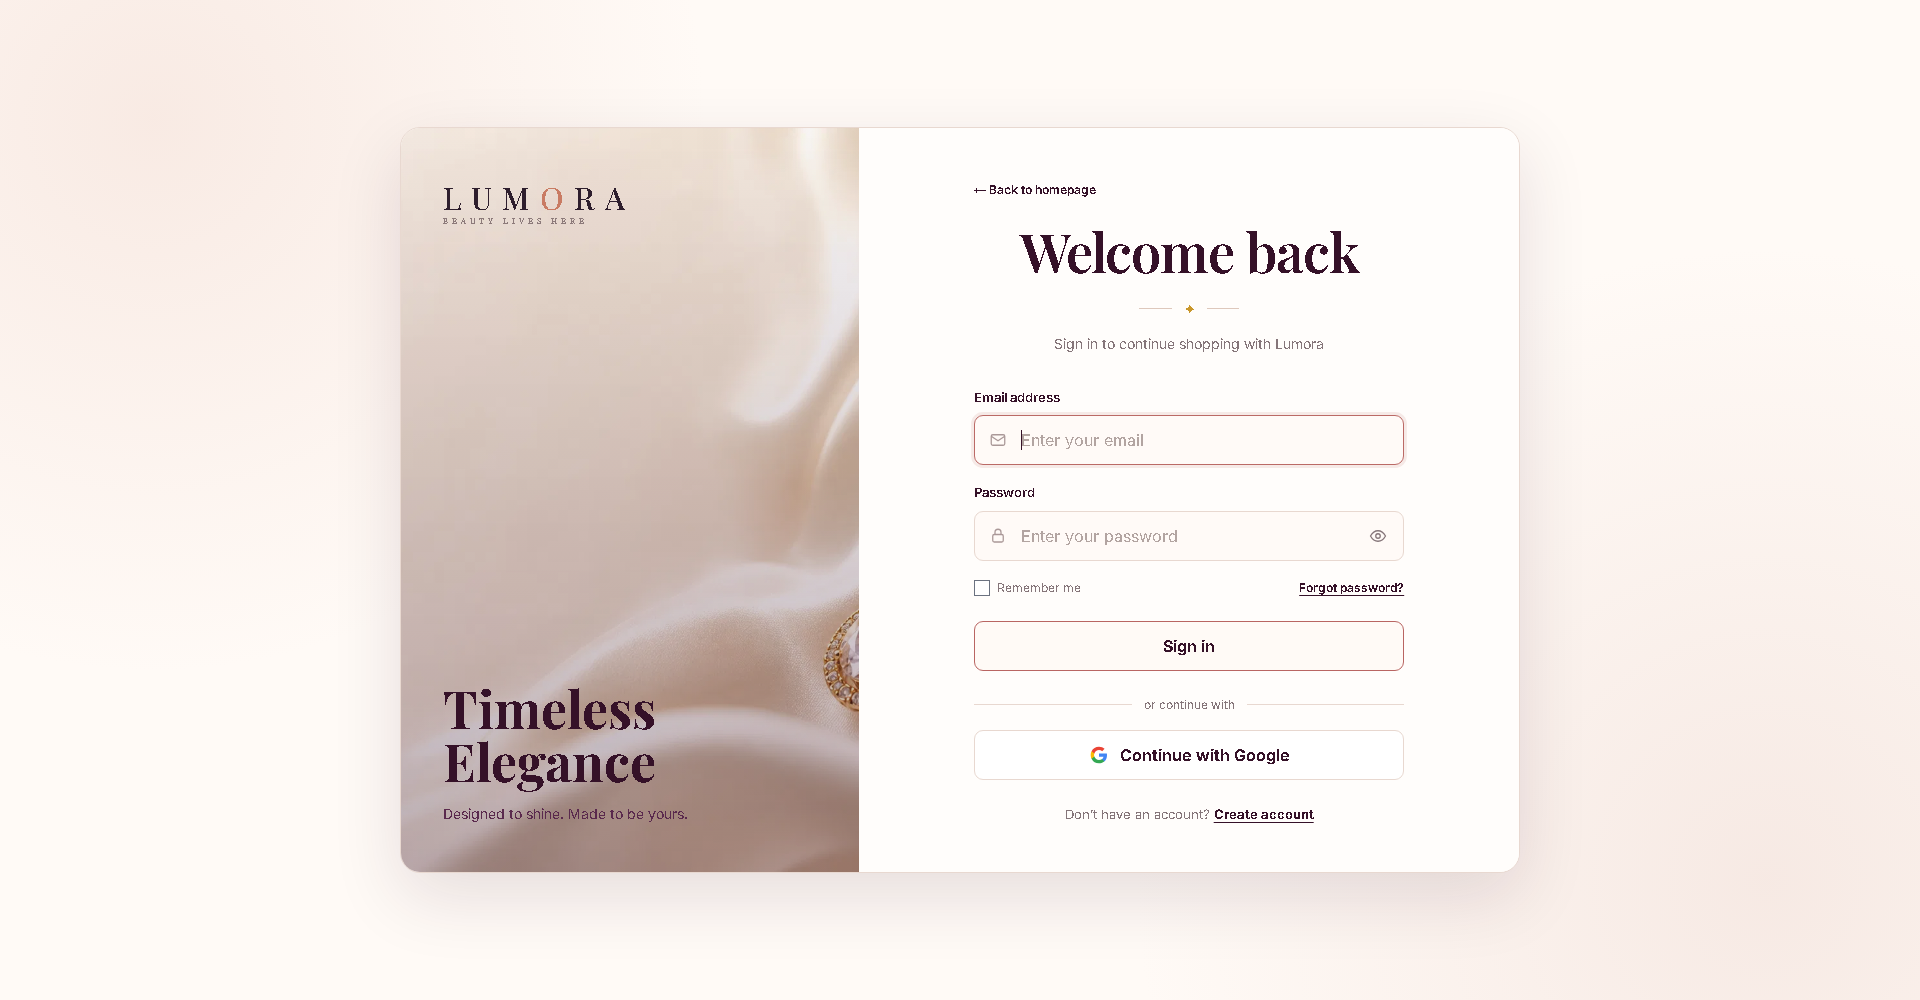 LUMORA
BEAUTY LIVES HERE
Timeless
Elegance
Designed to shine. Made to be yours.
← Back to homepage
Welcome back
Sign in to continue shopping with Lumora
Email address
Enter your email
Password
Enter your password
Remember me
Forgot password?
Sign in
or continue with
Continue with Google
Don't have an account? Create account